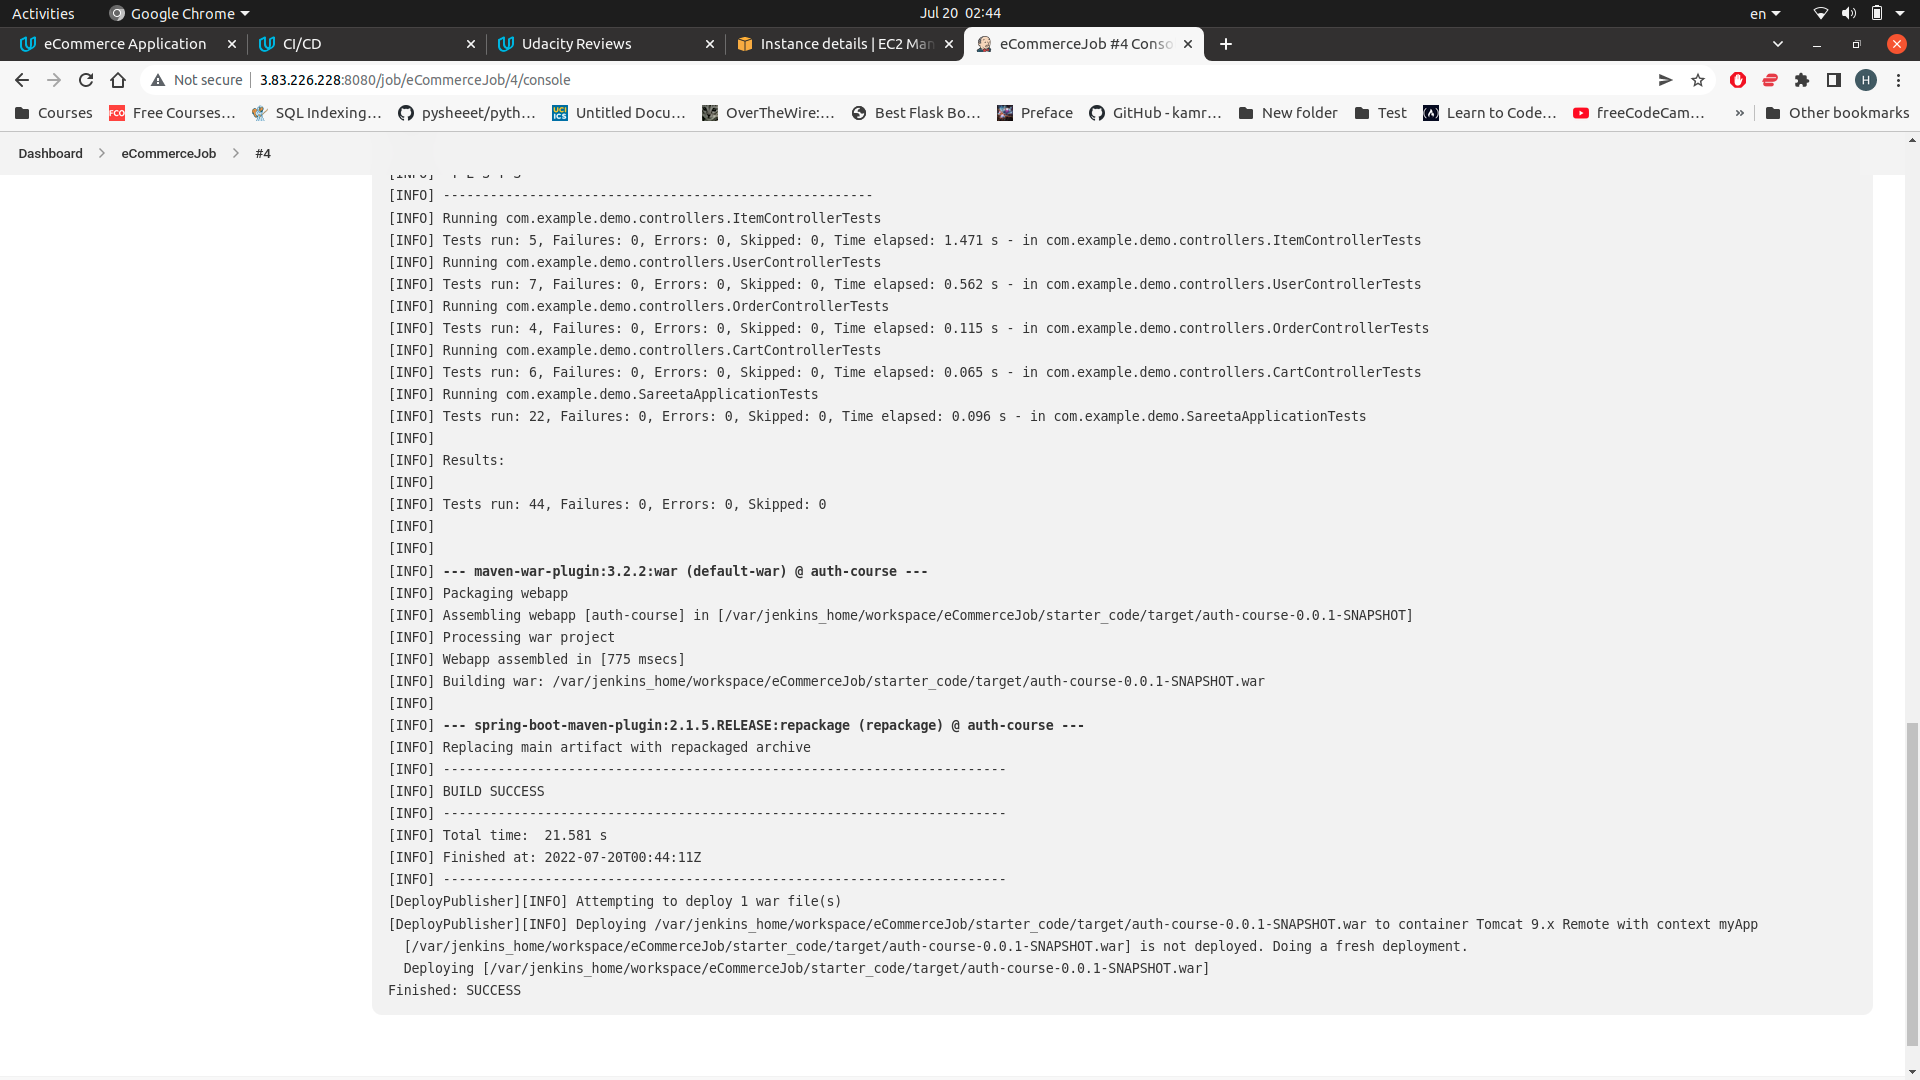 Activities Google Chrome Jul 20 02:44 en
eCommerce Application CI/CD Udacity Reviews Instance details | EC2 Man eCommerceJob #4 Conso
Not secure 3.83.226.228:8080/job/eCommerceJob/4/console H
Courses FCO Free Courses… SQL Indexing… pysheeet/pyth… UCI ICS Untitled Docu… OverTheWire:… Best Flask Bo… Preface GitHub - kamr… New folder Test Learn to Code… freeCodeCam… » Other bookmarks
Dashboard eCommerceJob #4
[INFO] T E S T S
[INFO] -------------------------------------------------------
[INFO] Running com.example.demo.controllers.ItemControllerTests
[INFO] Tests run: 5, Failures: 0, Errors: 0, Skipped: 0, Time elapsed: 1.471 s - in com.example.demo.controllers.ItemControllerTests
[INFO] Running com.example.demo.controllers.UserControllerTests
[INFO] Tests run: 7, Failures: 0, Errors: 0, Skipped: 0, Time elapsed: 0.562 s - in com.example.demo.controllers.UserControllerTests
[INFO] Running com.example.demo.controllers.OrderControllerTests
[INFO] Tests run: 4, Failures: 0, Errors: 0, Skipped: 0, Time elapsed: 0.115 s - in com.example.demo.controllers.OrderControllerTests
[INFO] Running com.example.demo.controllers.CartControllerTests
[INFO] Tests run: 6, Failures: 0, Errors: 0, Skipped: 0, Time elapsed: 0.065 s - in com.example.demo.controllers.CartControllerTests
[INFO] Running com.example.demo.SareetaApplicationTests
[INFO] Tests run: 22, Failures: 0, Errors: 0, Skipped: 0, Time elapsed: 0.096 s - in com.example.demo.SareetaApplicationTests
[INFO]
[INFO] Results:
[INFO]
[INFO] Tests run: 44, Failures: 0, Errors: 0, Skipped: 0
[INFO]
[INFO]
[INFO] --- maven-war-plugin:3.2.2:war (default-war) @ auth-course ---
[INFO] Packaging webapp
[INFO] Assembling webapp [auth-course] in [/var/jenkins_home/workspace/eCommerceJob/starter_code/target/auth-course-0.0.1-SNAPSHOT]
[INFO] Processing war project
[INFO] Webapp assembled in [775 msecs]
[INFO] Building war: /var/jenkins_home/workspace/eCommerceJob/starter_code/target/auth-course-0.0.1-SNAPSHOT.war
[INFO]
[INFO] --- spring-boot-maven-plugin:2.1.5.RELEASE:repackage (repackage) @ auth-course ---
[INFO] Replacing main artifact with repackaged archive
[INFO] ------------------------------------------------------------------------
[INFO] BUILD SUCCESS
[INFO] ------------------------------------------------------------------------
[INFO] Total time:  21.581 s
[INFO] Finished at: 2022-07-20T00:44:11Z
[INFO] ------------------------------------------------------------------------
[DeployPublisher][INFO] Attempting to deploy 1 war file(s)
[DeployPublisher][INFO] Deploying /var/jenkins_home/workspace/eCommerceJob/starter_code/target/auth-course-0.0.1-SNAPSHOT.war to container Tomcat 9.x Remote with context myApp
[/var/jenkins_home/workspace/eCommerceJob/starter_code/target/auth-course-0.0.1-SNAPSHOT.war] is not deployed. Doing a fresh deployment.
Deploying [/var/jenkins_home/workspace/eCommerceJob/starter_code/target/auth-course-0.0.1-SNAPSHOT.war]
Finished: SUCCESS